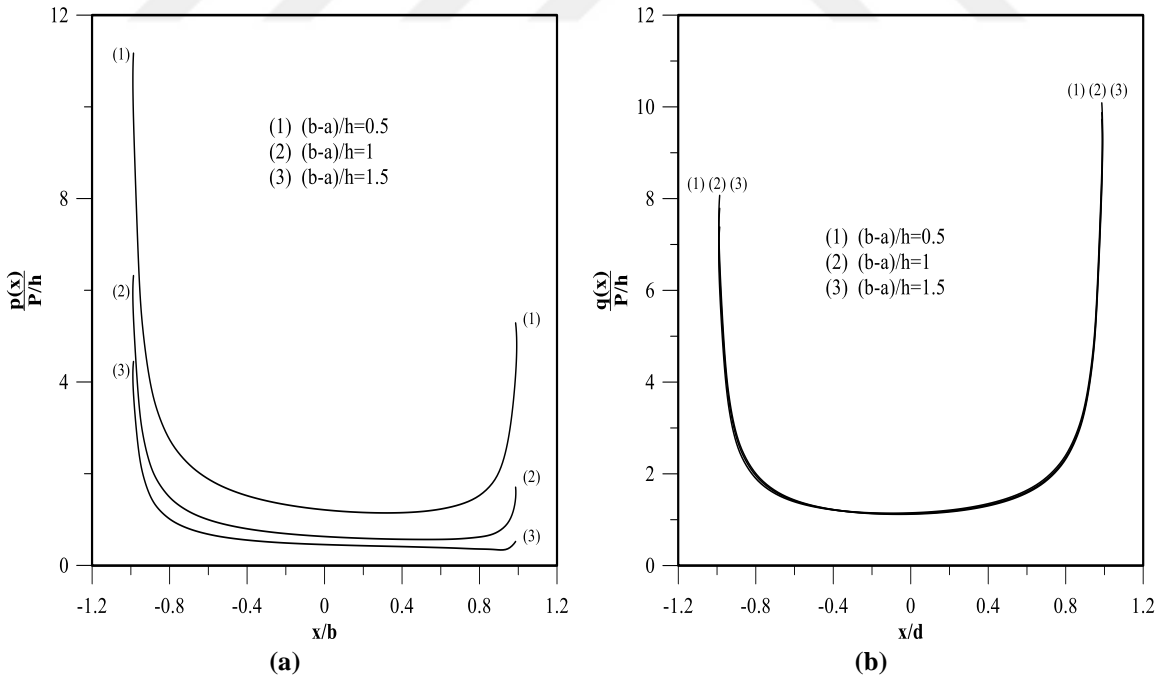 12
8
4
0
-1.2
-0.8
-0.4
0
0.4
0.8
1.2
p(x)
P/h
x/b
(1)
(2)
(3)
(1) (b-a)/h=0.5
(2) (b-a)/h=1
(3) (b-a)/h=1.5
(1)
(2)
(3)
(a)
12
10
8
6
4
2
0
-1.2
-0.8
-0.4
0
0.4
0.8
1.2
q(x)
P/h
x/d
(1) (2) (3)
(1) (2) (3)
(1) (b-a)/h=0.5
(2) (b-a)/h=1
(3) (b-a)/h=1.5
(b)